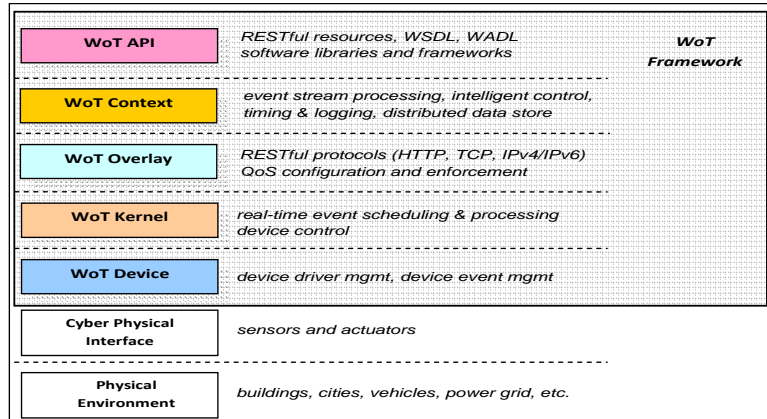 WoT API
RESTful resources, WSDL, WADL
software libraries and frameworks
WoT
Framework
WoT Context
event stream processing, intelligent control,
timing & logging, distributed data store
WoT Overlay
RESTful protocols (HTTP, TCP, IPv4/IPv6)
QoS configuration and enforcement
WoT Kernel
real-time event scheduling & processing
device control
WoT Device
device driver mgmt, device event mgmt
Cyber Physical
Interface
sensors and actuators
Physical
Environment
buildings, cities, vehicles, power grid, etc.